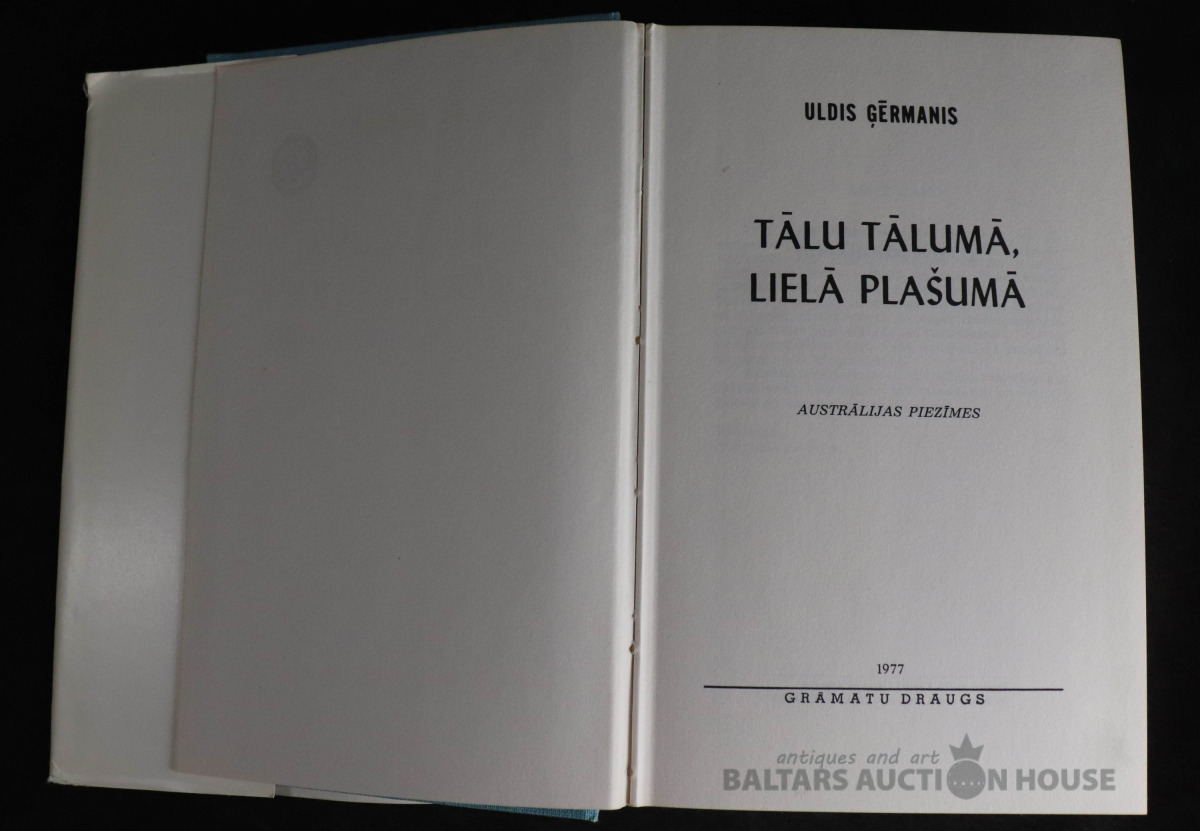 ULDIS ĢĒRMANIS
TĀLU TĀLUMĀ,
LIELĀ PLAŠUMĀ
AUSTRĀLIJAS PIEZĪMES
1977
GRĀMATU DRAUGS
antiques and art
BALTARS AUCTION HOUSE